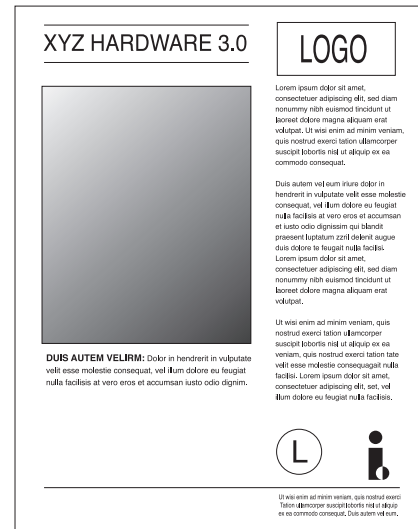 XYZ HARDWARE 3.0
DUIS AUTEM VELIRM: Dolor in hendrerit in vulputate
velit esse molestie consequat, vel illum dolore eu feugiat
nulla facilisis at vero eros et accumsan iusto odio dignim.
LOGO
Lorem ipsum dolor sit amet,
consectetuer adipiscing elit, sed diam
nonummy nibh euismod tincidunt ut
laoreet dolore magna aliquam erat
volutpat. Ut wisi enim ad minim veniam,
quis nostrud exerci tation ullamcorper
suscipit lobortis nisl ut aliquip ex ea
commodo consequat.
Duis autem vel eum iriure dolor in
hendrerit in vulputate velit esse molestie
consequat, vel illum dolore eu feugiat
nulla facilisis at vero eros et accumsan
et iusto odio dignissim qui blandit
praesent luptatum zzril delenit augue
duis dolore te feugait nulla facilisi.
Lorem ipsum dolor sit amet,
consectetuer adipiscing elit, sed diam
nonummy nibh euismod tincidunt ut
laoreet dolore magna aliquam erat
volutpat.
Ut wisi enim ad minim veniam, quis
nostrud exerci tation ullamcorper
suscipit lobortis nisl ut aliquip ex ea
veniam, quis nostrud exerci tation tate
velit esse molestie consequagait nulla
facilisi. Lorem ipsum dolor sit amet,
consectetuer adipiscing elit, set, vel
illum dolore eu feugiat nulla facilisis.
L
Ut wisi enim ad minim veniam, quis nostrud exerci
Tation ullamcorper suscipit lobortis nisl ut aliquip
ex ea commodo consequat. Duis autem vel eum.